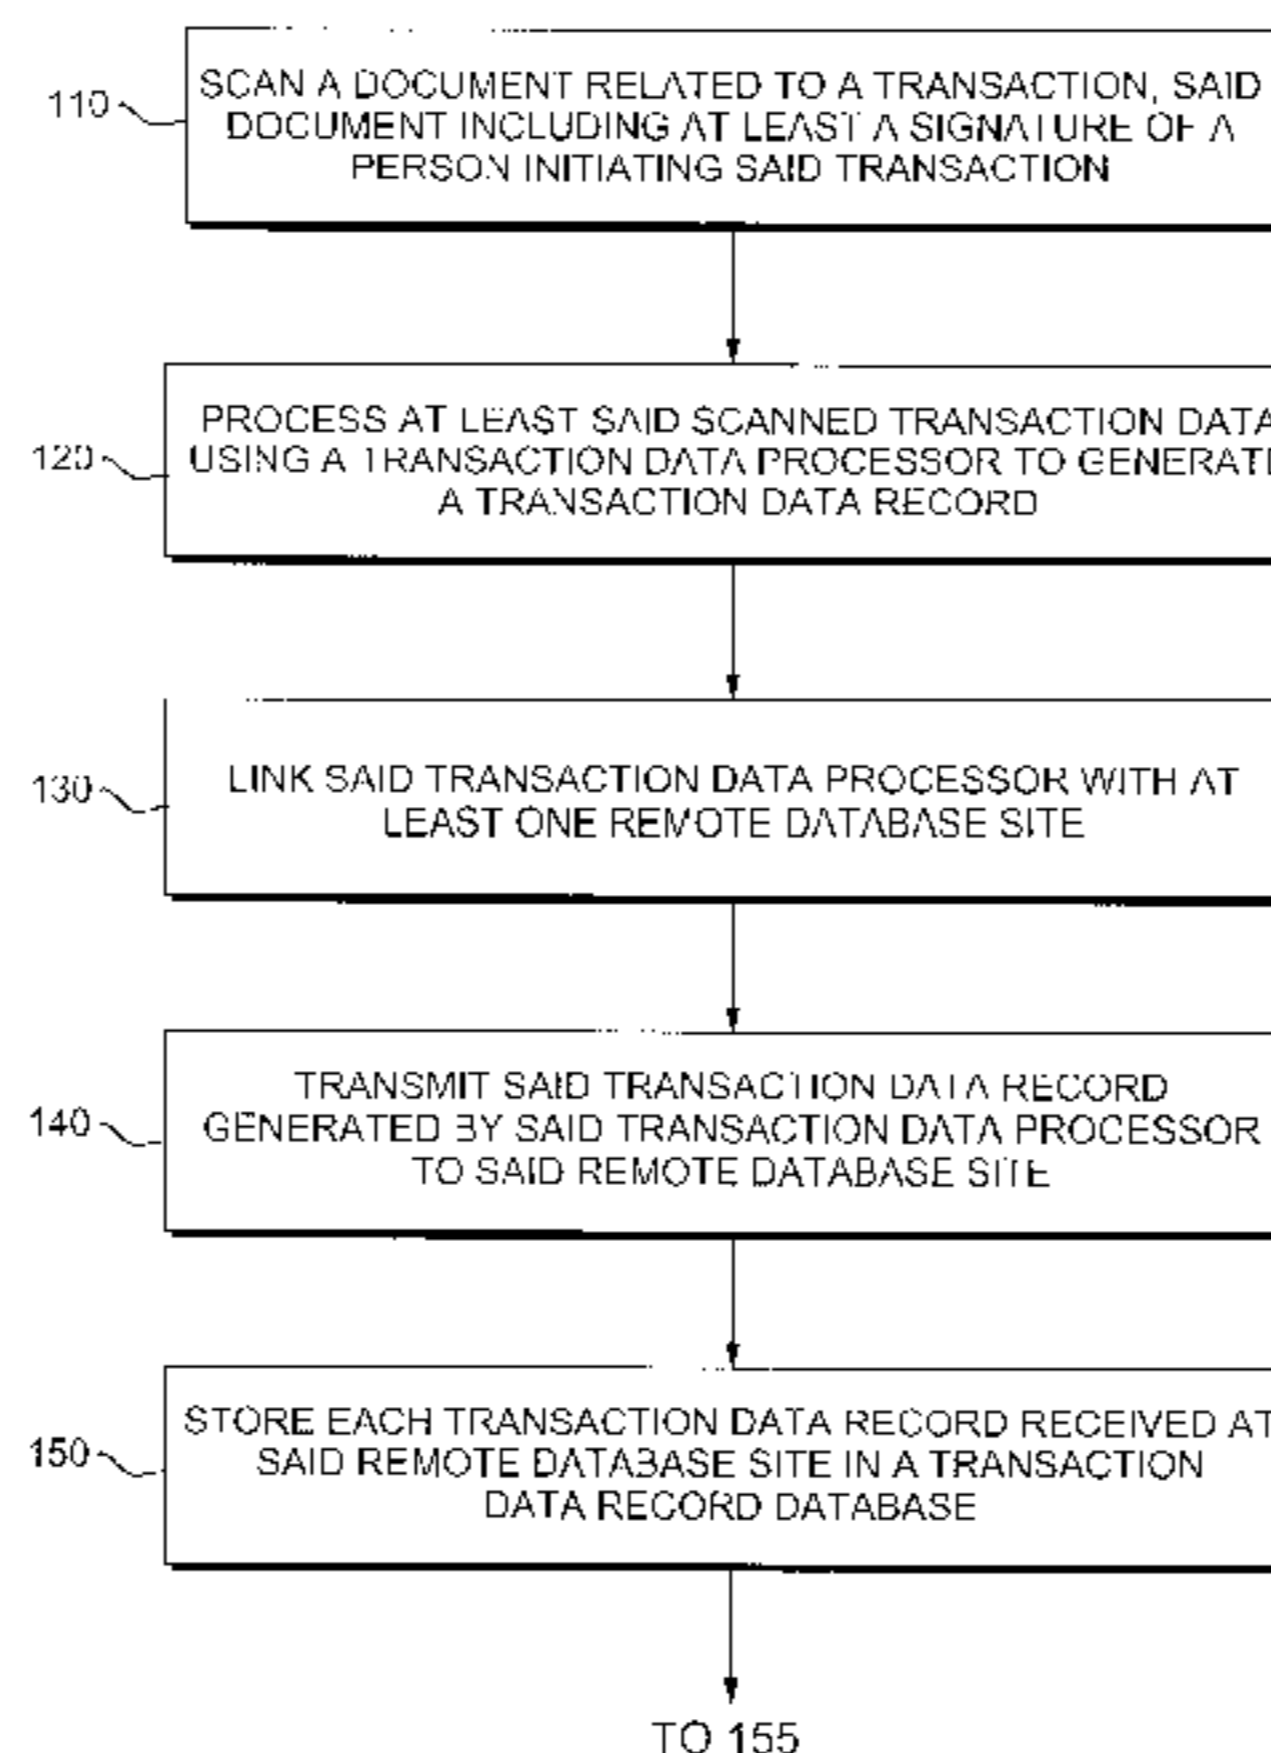 110
SCAN A DOCUMENT RELATED TO A TRANSACTION, SAID
DOCUMENT INCLUDING AT LEAST A SIGNATURE OF A
PERSON INITIATING SAID TRANSACTION
120
PROCESS AT LEAST SAID SCANNED TRANSACTION DATA
USING A TRANSACTION DATA PROCESSOR TO GENERATE
A TRANSACTION DATA RECORD
130
LINK SAID TRANSACTION DATA PROCESSOR WITH AT
LEAST ONE REMOTE DATABASE SITE
140
TRANSMIT SAID TRANSACTION DATA RECORD
GENERATED BY SAID TRANSACTION DATA PROCESSOR
TO SAID REMOTE DATABASE SITE
150
STORE EACH TRANSACTION DATA RECORD RECEIVED AT
SAID REMOTE DATABASE SITE IN A TRANSACTION
DATA RECORD DATABASE
TO 155